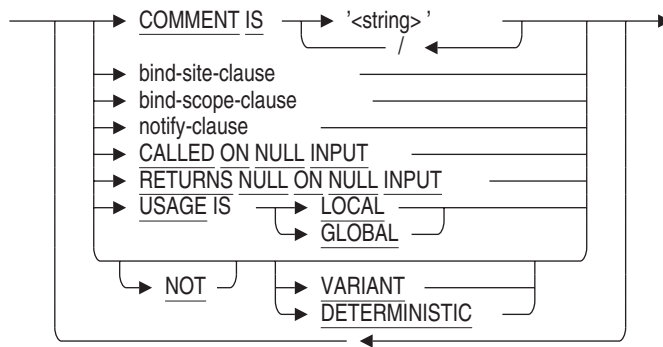 COMMENT IS '<string> '
/
bind-site-clause
bind-scope-clause
notify-clause
CALLED ON NULL INPUT
RETURNS NULL ON NULL INPUT
USAGE IS LOCAL
GLOBAL
NOT VARIANT
DETERMINISTIC